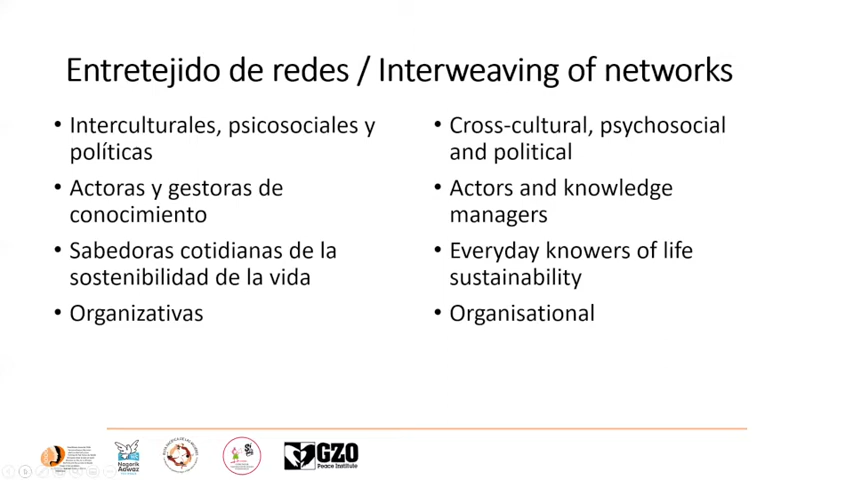 Entretejido de redes / Interweaving of networks
• Interculturales, psicosociales y
políticas
• Actoras y gestoras de
conocimiento
• Sabedoras cotidianas de la
sostenibilidad de la vida
• Organizativas
• Cross-cultural, psychosocial
and political
• Actors and knowledge
managers
• Everyday knowers of life
sustainability
• Organisational
Nagarik
Aawaz
GZO
Peace Institute